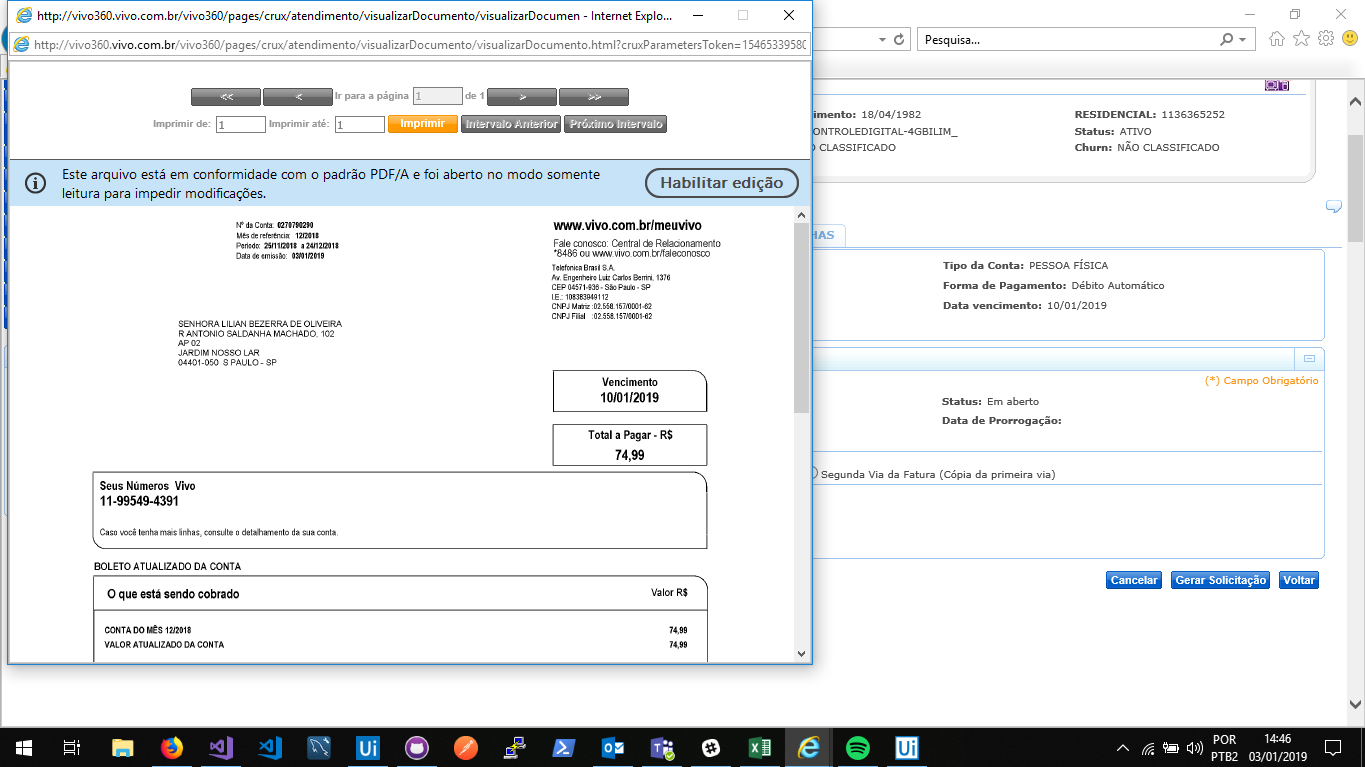 http://vivo360.vivo.com.br/vivo360/pages/crux/atendimento/visualizarDocumento/visualizarDocumen - Internet Explo...
http://vivo360.vivo.com.br/vivo360/pages/crux/atendimento/visualizarDocumento/visualizarDocumento.html?cruxParametersToken=15465339580
Pesquisa...
<< < Ir para a página 1 de 1 > >>
Imprimir de: 1 Imprimir até: 1 Imprimir Intervalo Anterior Próximo Intervalo
Este arquivo está em conformidade com o padrão PDF/A e foi aberto no modo somente
leitura para impedir modificações.
Habilitar edição
Nº da Conta: 0270790290
Mês de referência: 12/2018
Período: 25/11/2018 a 24/12/2018
Data de emissão: 03/01/2019
www.vivo.com.br/meuvivo
Fale conosco: Central de Relacionamento
*8486 ou www.vivo.com.br/faleconosco
Telefonica Brasil S.A.
Av. Engenheiro Luiz Carlos Berrini, 1376
CEP 04571-936 - São Paulo - SP
I.E.: 108383949112
CNPJ Matriz :02.558.157/0001-62
CNPJ Filial :02.558.157/0001-62
SENHORA LILIAN BEZERRA DE OLIVEIRA
R ANTONIO SALDANHA MACHADO, 102
AP 02
JARDIM NOSSO LAR
04401-050 S PAULO - SP
Vencimento
10/01/2019
Total a Pagar - R$
74,99
Seus Números Vivo
11-99549-4391
Caso você tenha mais linhas, consulte o detalhamento da sua conta.
BOLETO ATUALIZADO DA CONTA
O que está sendo cobrado Valor R$
CONTA DO MÊS 12/2018 74,99
VALOR ATUALIZADO DA CONTA 74,99
imento: 18/04/1982
ONTROLEDIGITAL-4GBILIM_
O CLASSIFICADO
RESIDENCIAL: 1136365252
Status: ATIVO
Churn: NÃO CLASSIFICADO
HAS
Tipo da Conta: PESSOA FÍSICA
Forma de Pagamento: Débito Automático
Data vencimento: 10/01/2019
(*) Campo Obrigatório
Status: Em aberto
Data de Prorrogação:
Segunda Via da Fatura (Cópia da primeira via)
Cancelar Gerar Solicitação Voltar
Ui
Ui
POR
PTB2
14:46
03/01/2019